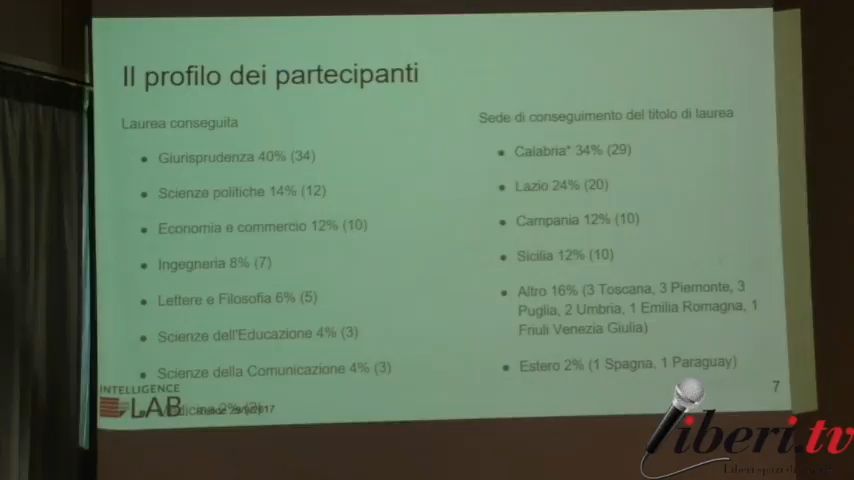 Il profilo dei partecipanti
Laurea conseguita
• Giurisprudenza 40% (34)
• Scienze politiche 14% (12)
• Economia e commercio 12% (10)
• Ingegneria 8% (7)
• Lettere e Filosofia 6% (5)
• Scienze dell'Educazione 4% (3)
• Scienze della Comunicazione 4% (3)
Sede di conseguimento del titolo di laurea
• Calabria* 34% (29)
• Lazio 24% (20)
• Campania 12% (10)
• Sicilia 12% (10)
• Altro 16% (3 Toscana, 3 Piemonte, 3
Puglia, 2 Umbria, 1 Emilia Romagna, 1
Friuli Venezia Giulia)
• Estero 2% (1 Spagna, 1 Paraguay)
INTELLIGENCE
LAB
7
liberi.tv